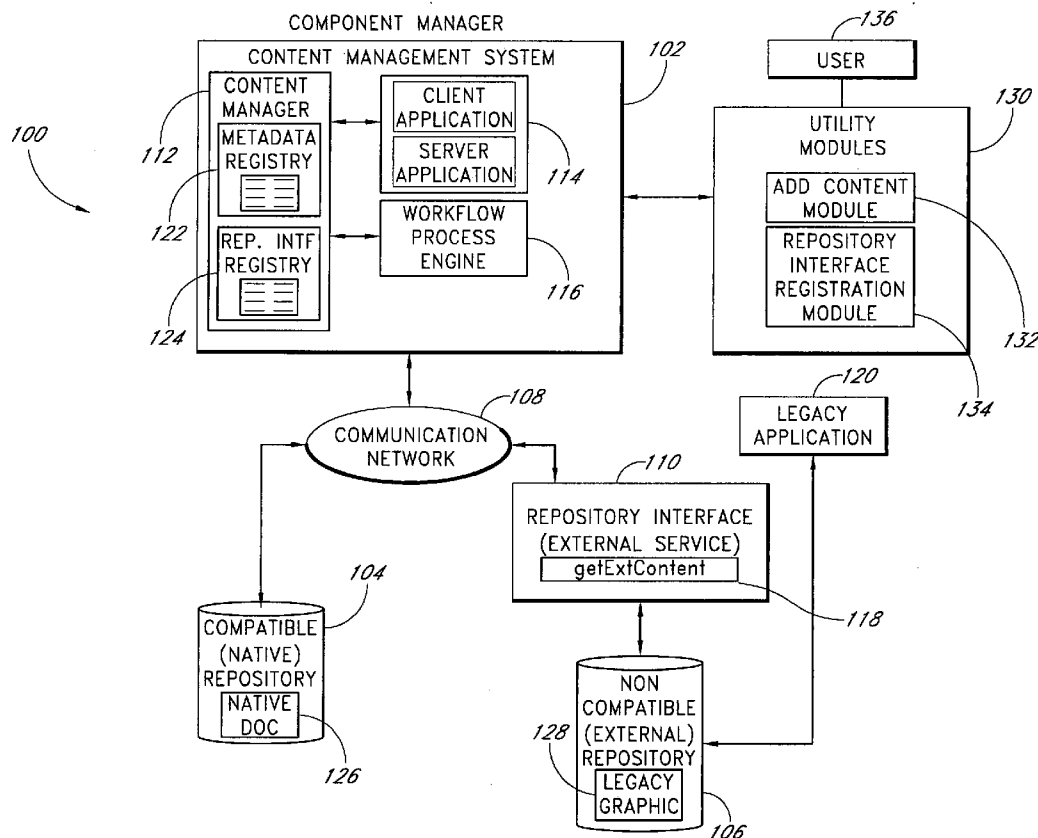 COMPONENT MANAGER
CONTENT MANAGEMENT SYSTEM
CONTENT
MANAGER
METADATA
REGISTRY
REP. INTF
REGISTRY
CLIENT
APPLICATION
SERVER
APPLICATION
WORKFLOW
PROCESS
ENGINE
100
112
122
124
102
114
116
136
USER
130
UTILITY
MODULES
ADD CONTENT
MODULE
REPOSITORY
INTERFACE
REGISTRATION
MODULE
132
134
108
COMMUNICATION
NETWORK
120
LEGACY
APPLICATION
110
REPOSITORY INTERFACE
(EXTERNAL SERVICE)
getExtContent
118
104
COMPATIBLE
(NATIVE)
REPOSITORY
NATIVE
DOC
126
NON
COMPATIBLE
(EXTERNAL)
REPOSITORY
128
LEGACY
GRAPHIC
106